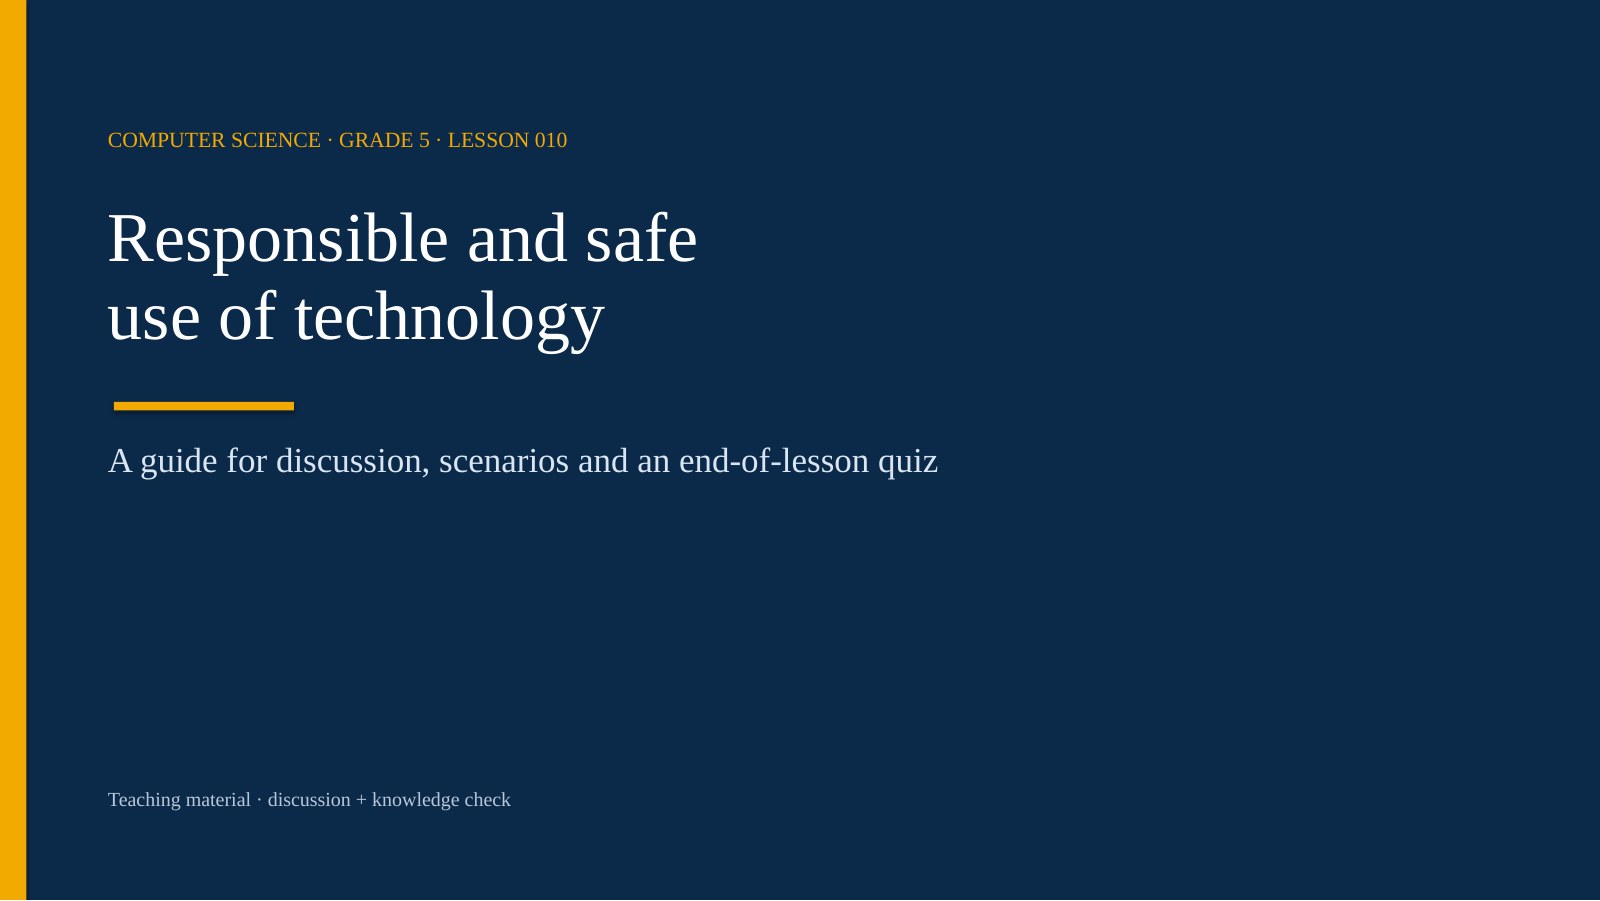 COMPUTER SCIENCE · GRADE 5 · LESSON 010
Responsible and safe
use of technology
A guide for discussion, scenarios and an end-of-lesson quiz
Teaching material · discussion + knowledge check